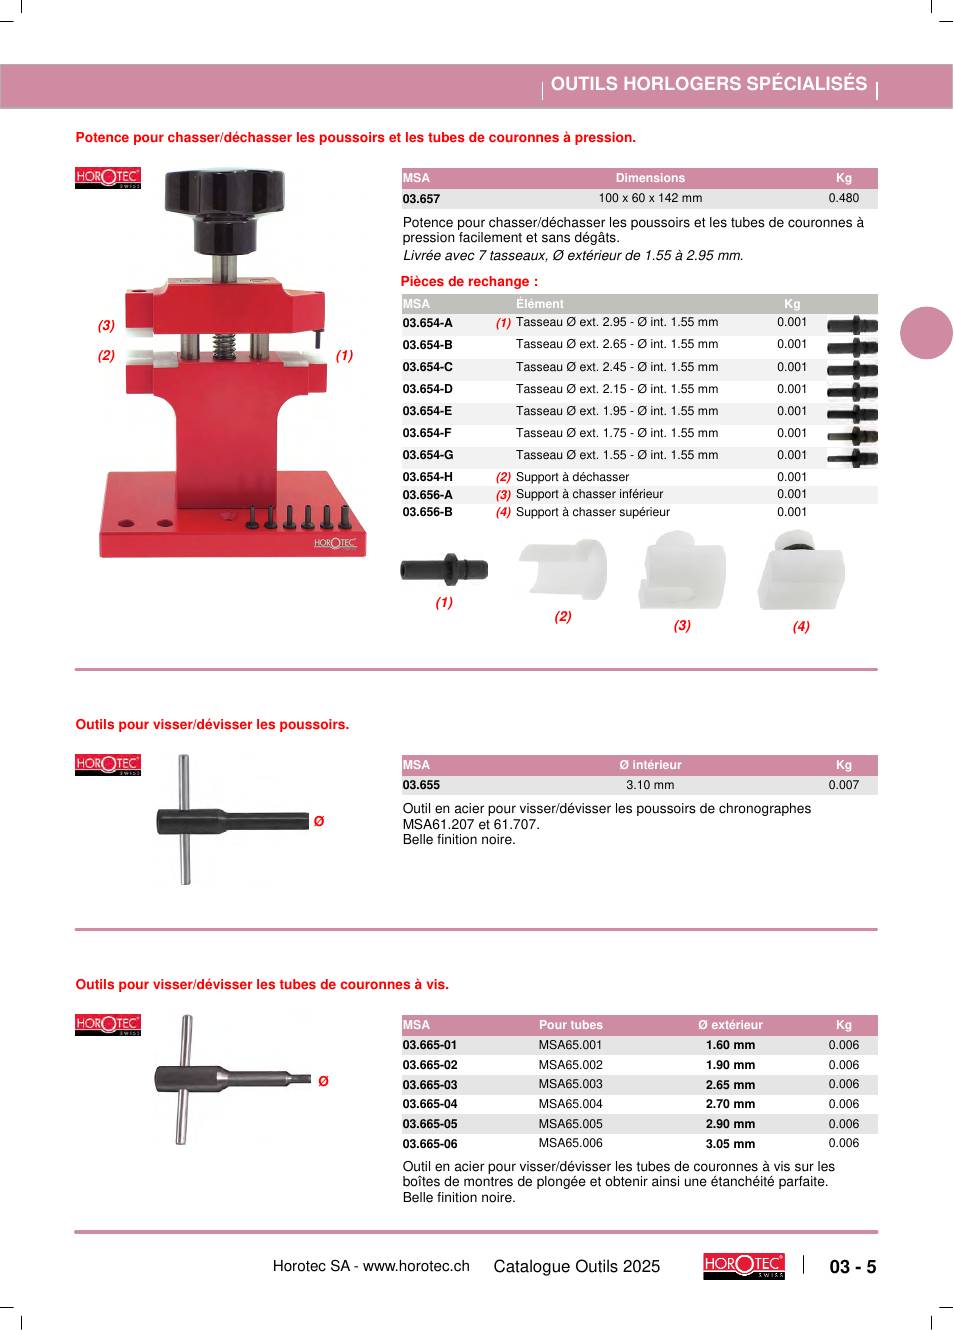 OUTILS HORLOGERS SPÉCIALISÉS
Potence pour chasser/déchasser les poussoirs et les tubes de couronnes à pression.
HOROTEC®
SWISS
(3)
(2)
(1)
HOROTEC
MSA Dimensions Kg
03.657 100 x 60 x 142 mm 0.480
Potence pour chasser/déchasser les poussoirs et les tubes de couronnes à
pression facilement et sans dégâts.
Livrée avec 7 tasseaux, Ø extérieur de 1.55 à 2.95 mm.
Pièces de rechange :
MSA Élément Kg
03.654-A (1) Tasseau Ø ext. 2.95 - Ø int. 1.55 mm 0.001
03.654-B Tasseau Ø ext. 2.65 - Ø int. 1.55 mm 0.001
03.654-C Tasseau Ø ext. 2.45 - Ø int. 1.55 mm 0.001
03.654-D Tasseau Ø ext. 2.15 - Ø int. 1.55 mm 0.001
03.654-E Tasseau Ø ext. 1.95 - Ø int. 1.55 mm 0.001
03.654-F Tasseau Ø ext. 1.75 - Ø int. 1.55 mm 0.001
03.654-G Tasseau Ø ext. 1.55 - Ø int. 1.55 mm 0.001
03.654-H (2) Support à déchasser 0.001
03.656-A (3) Support à chasser inférieur 0.001
03.656-B (4) Support à chasser supérieur 0.001
(1)
(2)
(3)
(4)
Outils pour visser/dévisser les poussoirs.
HOROTEC®
SWISS
Ø
MSA Ø intérieur Kg
03.655 3.10 mm 0.007
Outil en acier pour visser/dévisser les poussoirs de chronographes
MSA61.207 et 61.707.
Belle finition noire.
Outils pour visser/dévisser les tubes de couronnes à vis.
HOROTEC®
SWISS
Ø
MSA Pour tubes Ø extérieur Kg
03.665-01 MSA65.001 1.60 mm 0.006
03.665-02 MSA65.002 1.90 mm 0.006
03.665-03 MSA65.003 2.65 mm 0.006
03.665-04 MSA65.004 2.70 mm 0.006
03.665-05 MSA65.005 2.90 mm 0.006
03.665-06 MSA65.006 3.05 mm 0.006
Outil en acier pour visser/dévisser les tubes de couronnes à vis sur les
boîtes de montres de plongée et obtenir ainsi une étanchéité parfaite.
Belle finition noire.
Horotec SA - www.horotec.ch Catalogue Outils 2025 HOROTEC® SWISS 03 - 5